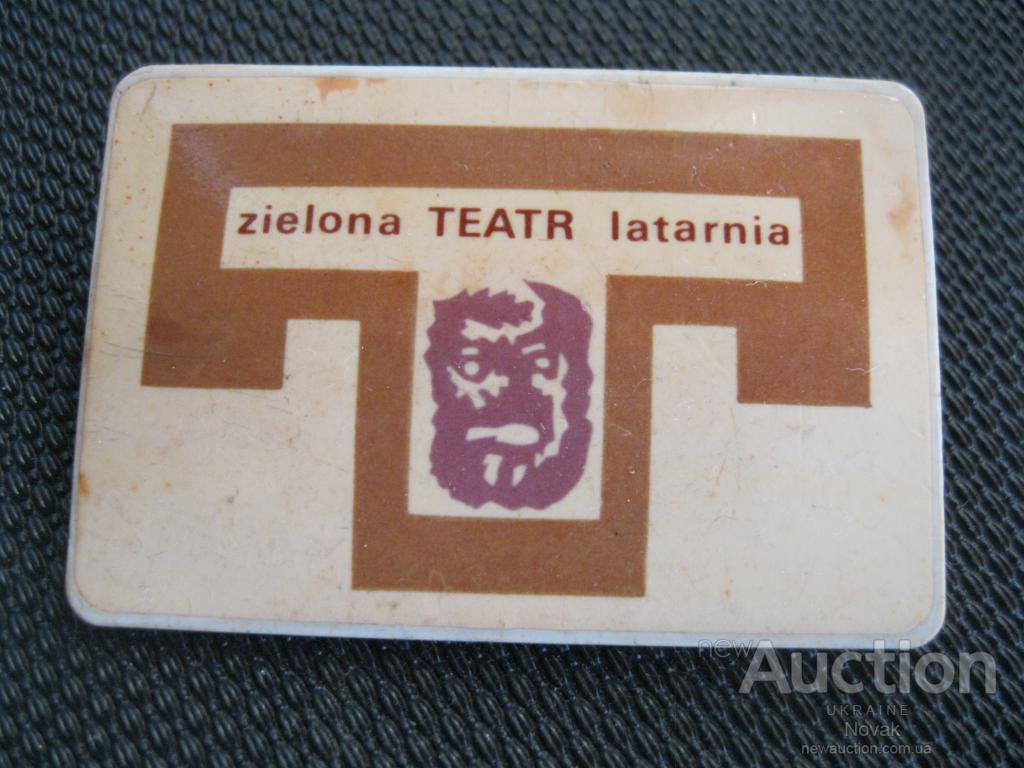 zielona TEATR latarnia
newAuction
UKRAINE
Novak
newauction.com.ua